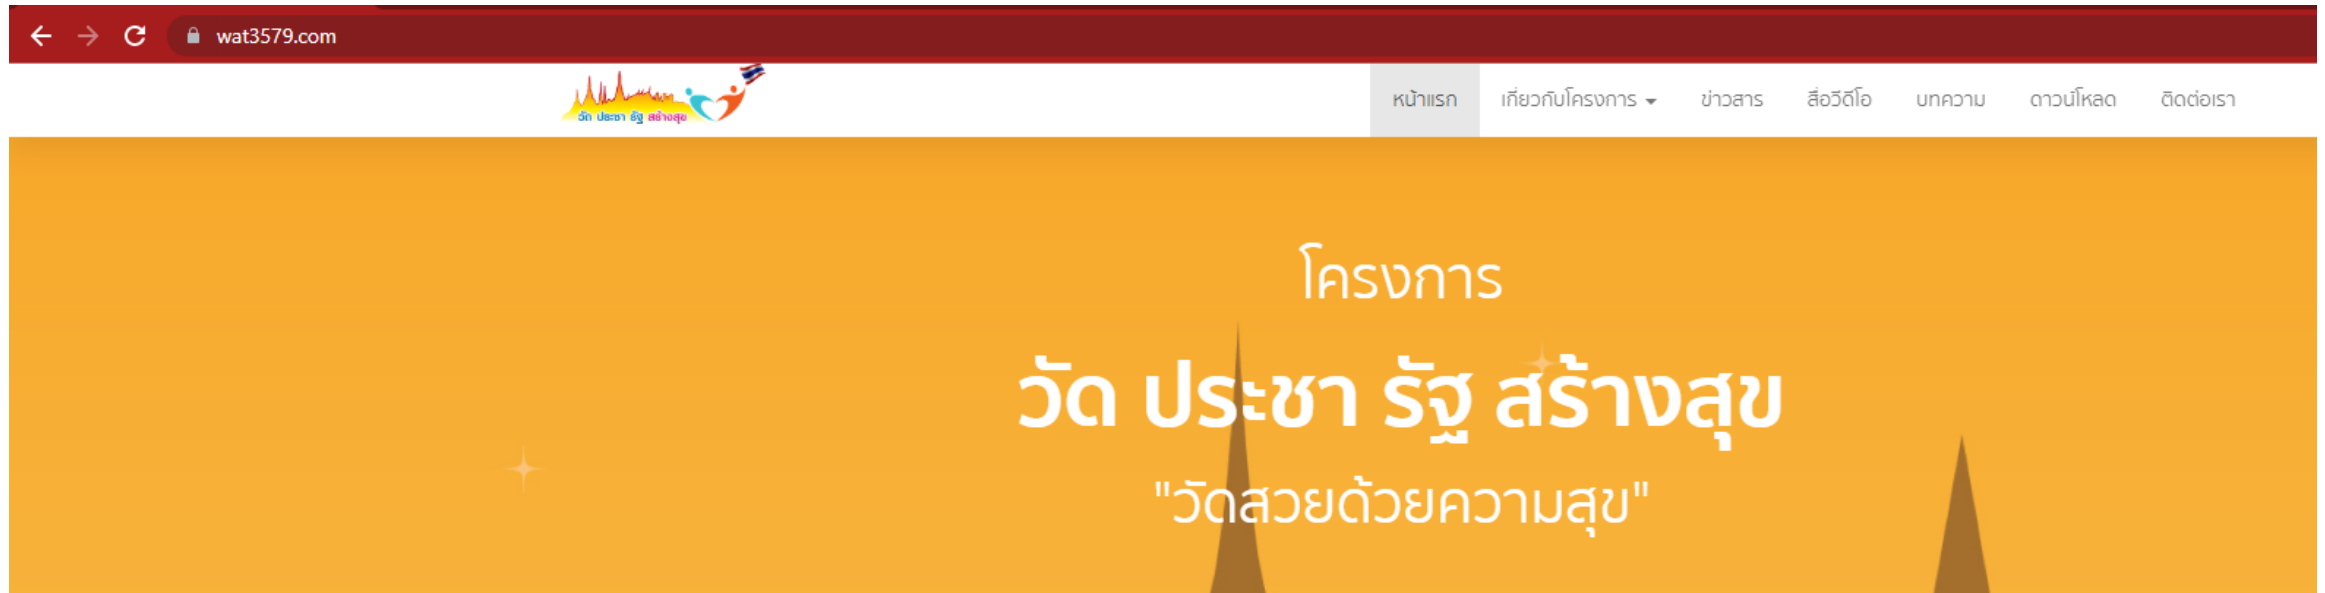 wat3579.com
วัด ประชา รัฐ สร้างสุข
หน้าแรก เกี่ยวกับโครงการ ข่าวสาร สื่อวีดีโอ บทความ ดาวน์โหลด ติดต่อเรา
โครงการ
วัด ประชา รัฐ สร้างสุข
"วัดสวยด้วยความสุข"